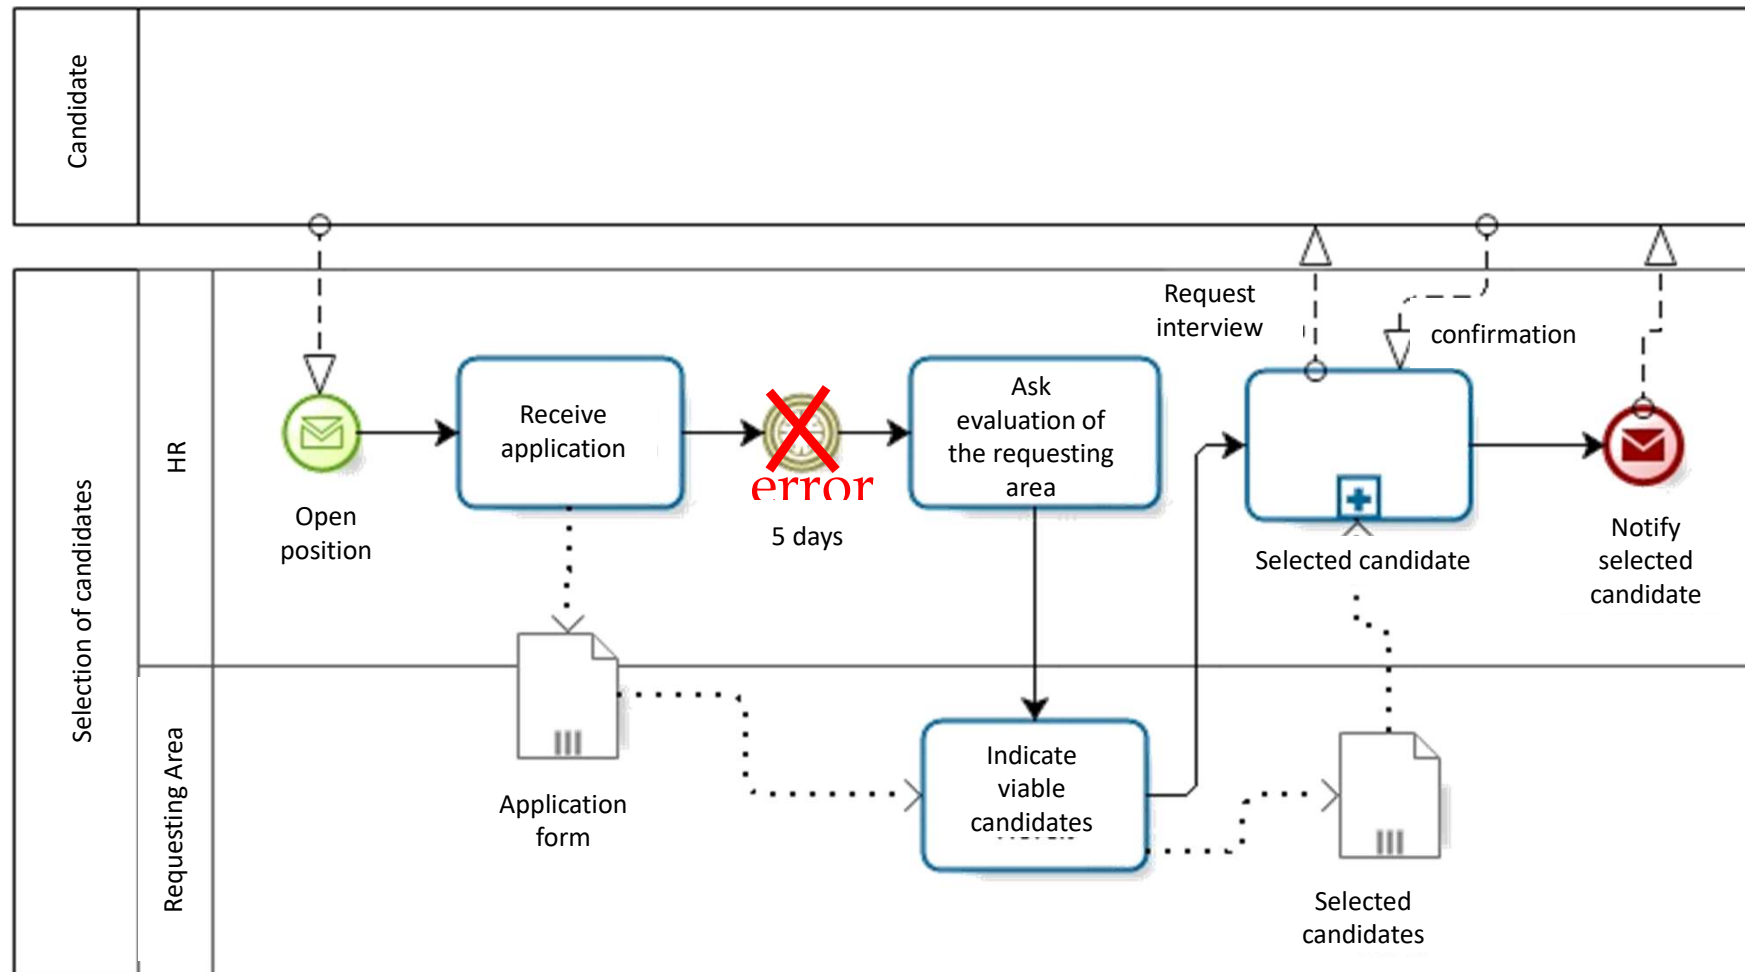 Candidate
Selection of candidates
HR
Requesting Area
Open
position
Receive
application
error
5 days
Ask
evaluation of
the requesting
area
Request
interview
confirmation
Selected candidate
Notify
selected
candidate
Application
form
Indicate
viable
candidates
Selected
candidates